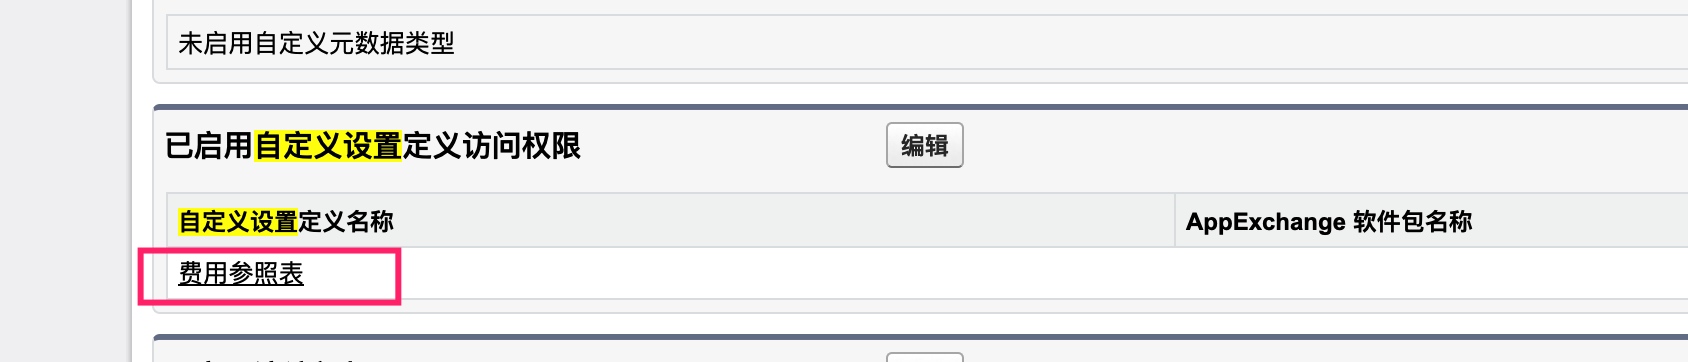 未启用自定义元数据类型
已启用自定义设置定义访问权限
编辑
自定义设置定义名称
AppExchange 软件包名称
费用参照表